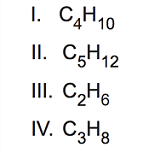 I. C₄H₁₀
II. C₅H₁₂
III. C₂H₆
IV. C₃H₈